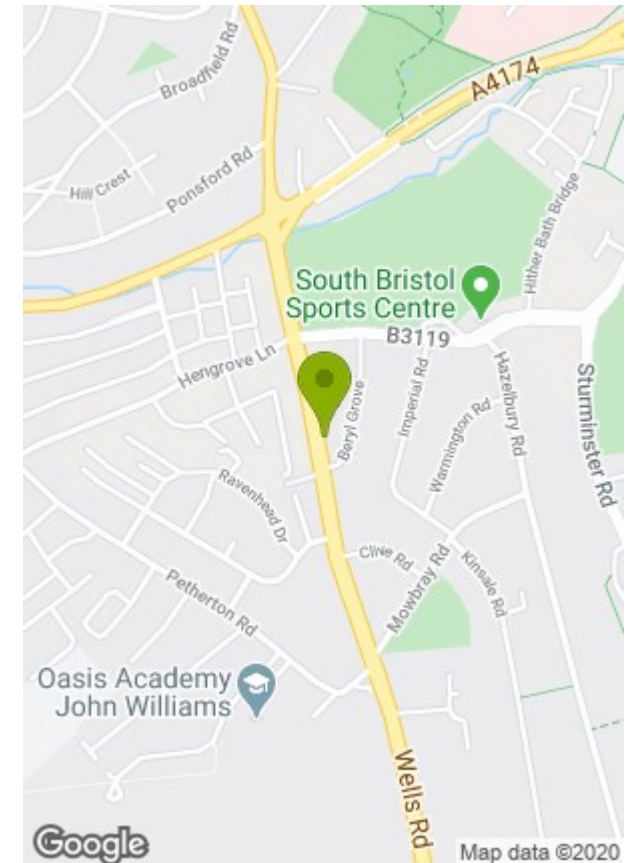 Broadfield Rd
A4174
Ponsford Rd
Hill Crest
Hither Bath Bridge
South Bristol
Sports Centre
B3119
Hengrove Ln
Beryl Grove
Imperial Rd
Hazelbury Rd
Warmington Rd
Sturminster Rd
Ravenhead Dr
Clive Rd
Mowbray Rd
Kinsale Rd
Petherton Rd
Oasis Academy
John Williams
Wells Rd
Google
Map data ©2020